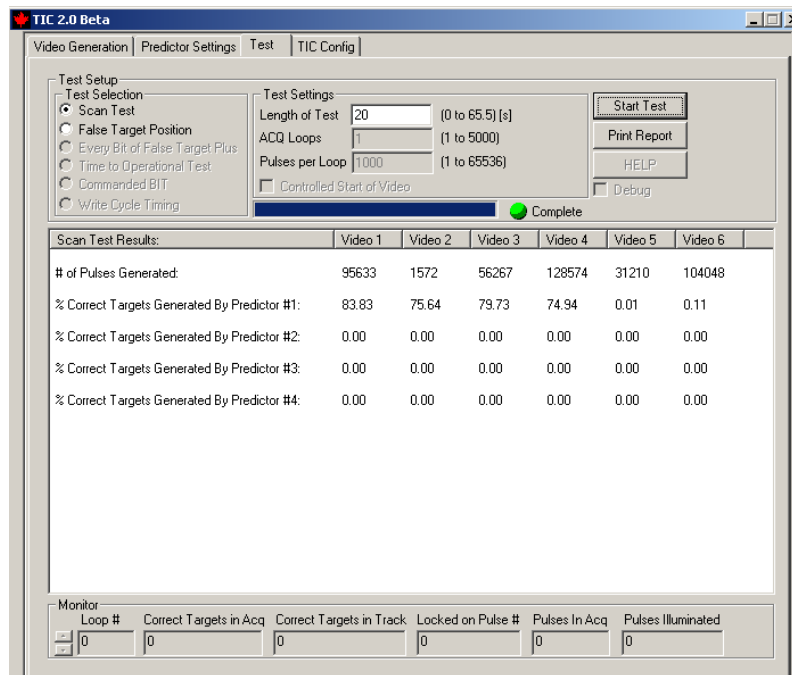 TIC 2.0 Beta
Video Generation Predictor Settings Test TIC Config
Test Setup
Test Selection
Scan Test
False Target Position
Every Bit of False Target Plus
Time to Operational Test
Commanded BIT
Write Cycle Timing
Test Settings
Length of Test 20 (0 to 65.5) [s]
ACQ Loops 1 (1 to 5000)
Pulses per Loop 1000 (1 to 65536)
Controlled Start of Video
Start Test
Print Report
HELP
Debug
Complete
Scan Test Results: Video 1 Video 2 Video 3 Video 4 Video 5 Video 6
# of Pulses Generated: 95633 1572 56267 128574 31210 104048
% Correct Targets Generated By Predictor #1: 83.83 75.64 79.73 74.94 0.01 0.11
% Correct Targets Generated By Predictor #2: 0.00 0.00 0.00 0.00 0.00 0.00
% Correct Targets Generated By Predictor #3: 0.00 0.00 0.00 0.00 0.00 0.00
% Correct Targets Generated By Predictor #4: 0.00 0.00 0.00 0.00 0.00 0.00
Monitor
Loop # Correct Targets in Acq Correct Targets in Track Locked on Pulse # Pulses In Acq Pulses Illuminated
0 0 0 0 0 0